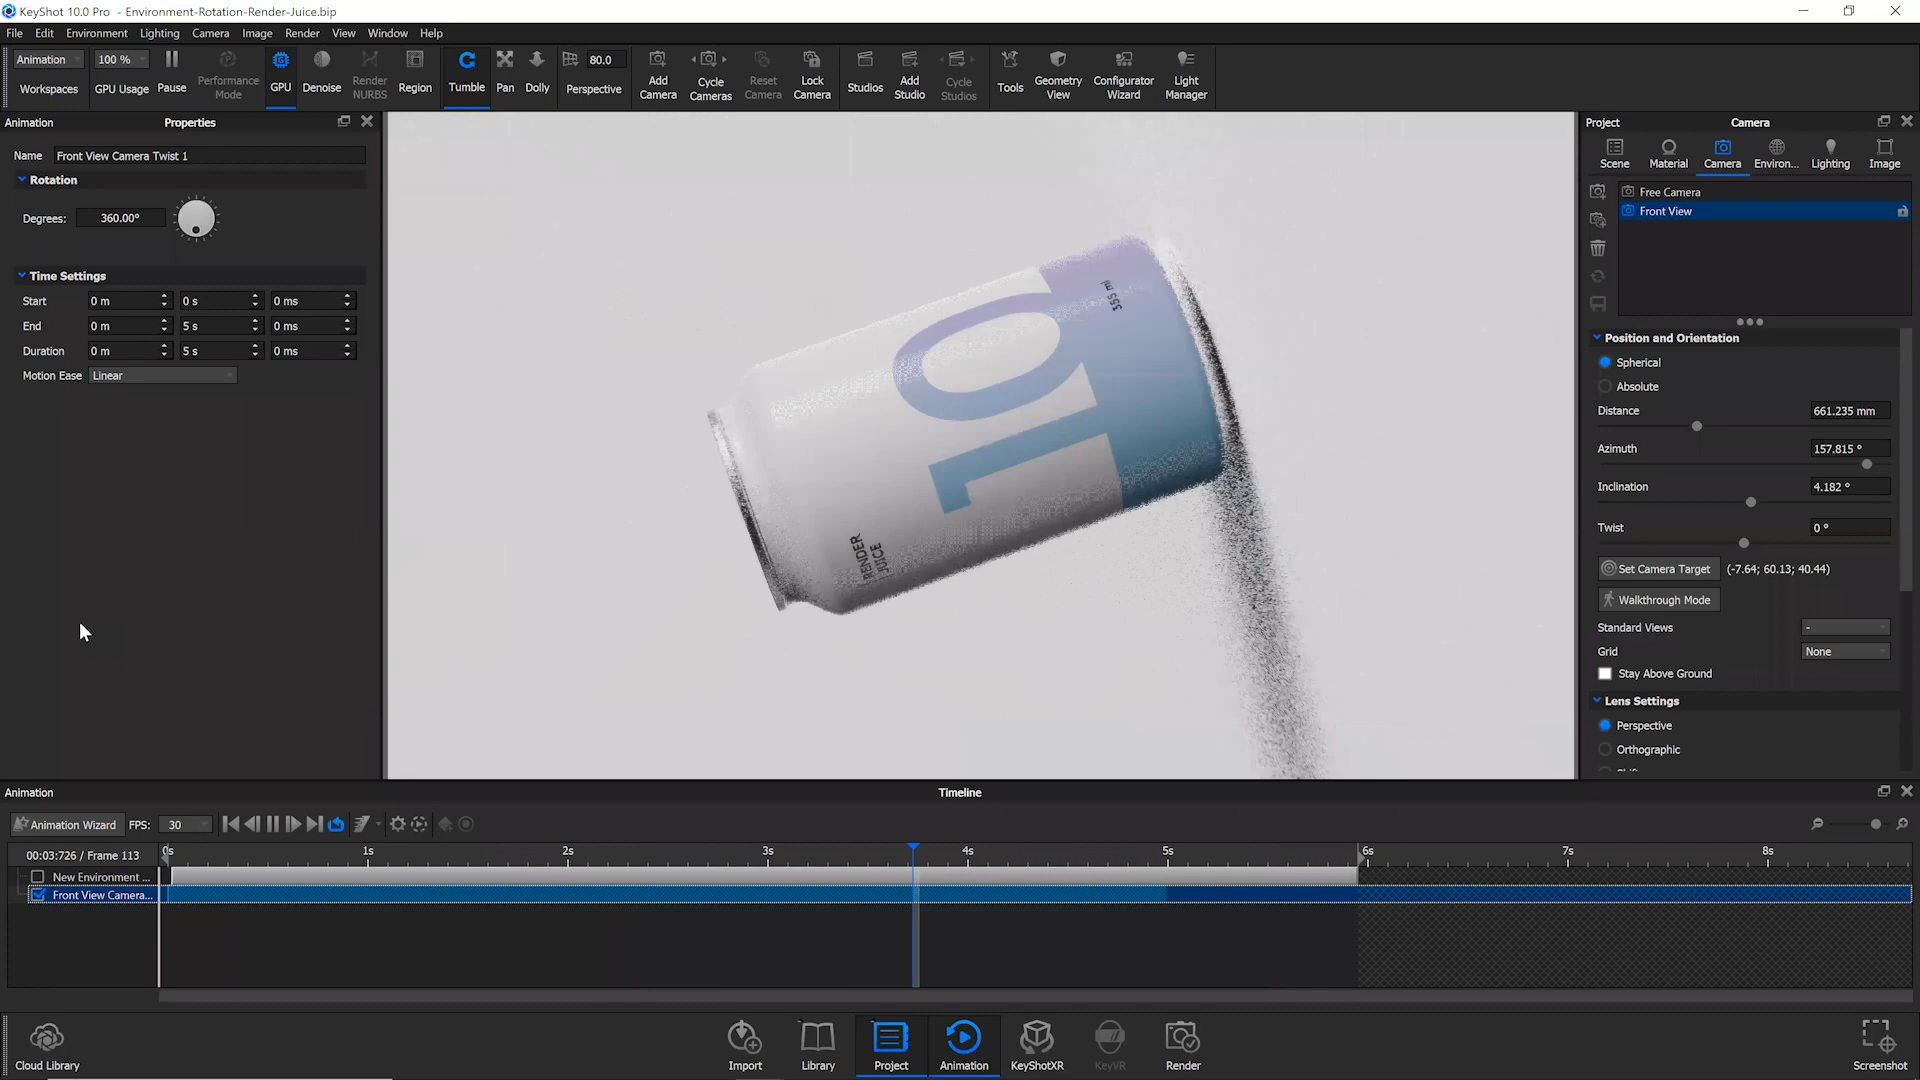 KeyShot 10.0 Pro - Environment-Rotation-Render-Juice.bip
File Edit Environment Lighting Camera Image Render View Window Help
Animation 100 % 80.0
Workspaces GPU Usage Pause Performance Mode GPU Denoise Render NURBS Region Tumble Pan Dolly Perspective Add Camera Cycle Cameras Reset Camera Lock Camera Studios Add Studio Cycle Studios Tools Geometry View Configurator Wizard Light Manager
Animation Properties
Name Front View Camera Twist 1
Rotation
Degrees: 360.00°
Time Settings
Start 0 m 0 s 0 ms
End 0 m 5 s 0 ms
Duration 0 m 5 s 0 ms
Motion Ease Linear
355 ml
01
RENDER
JUICE
Project Camera
Scene Material Camera Environ... Lighting Image
Free Camera
Front View
Position and Orientation
Spherical
Absolute
Distance 661.235 mm
Azimuth 157.815 °
Inclination 4.182 °
Twist 0 °
Set Camera Target (-7.64; 60.13; 40.44)
Walkthrough Mode
Standard Views -
Grid None
Stay Above Ground
Lens Settings
Perspective
Orthographic
Animation Timeline
Animation Wizard FPS: 30
00:03:726 / Frame 113 0s 1s 2s 3s 4s 5s 6s 7s 8s
New Environment ...
Front View Camera...
Cloud Library Import Library Project Animation KeyShotXR KeyVR Render Screenshot